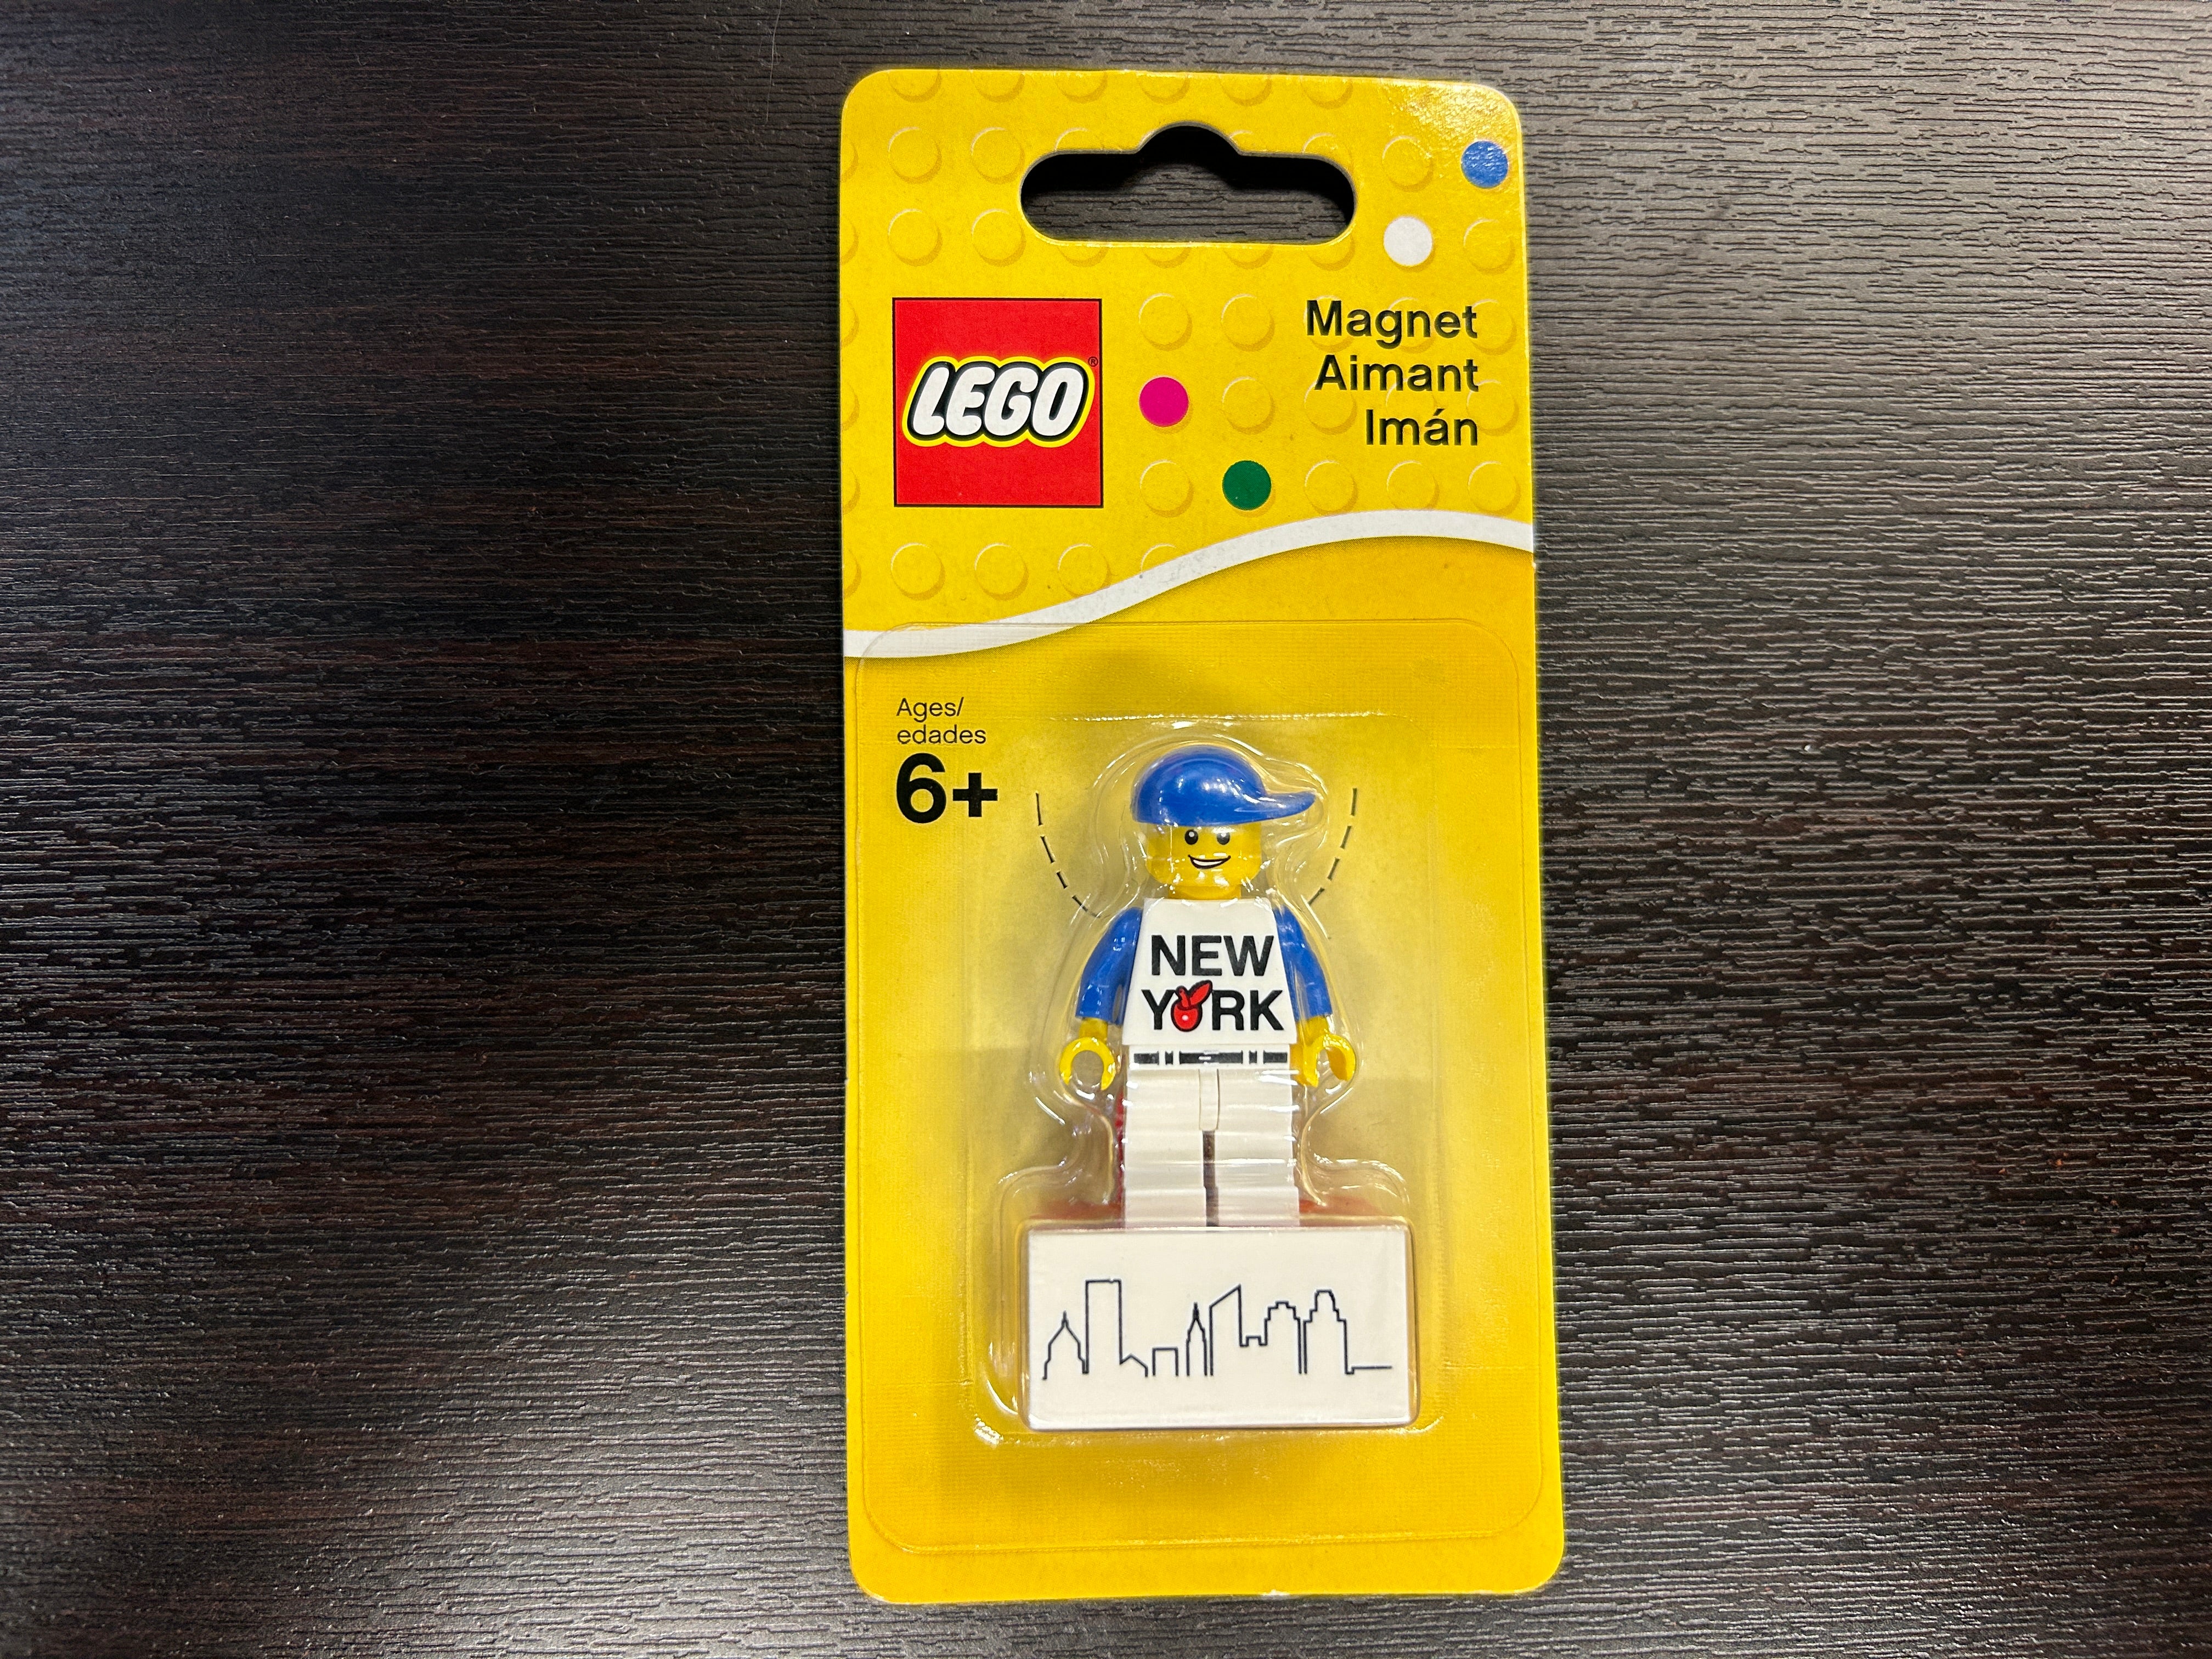 LEGO®
Magnet
Aimant
Imán
Ages/
edades
6+
NEW
YORK